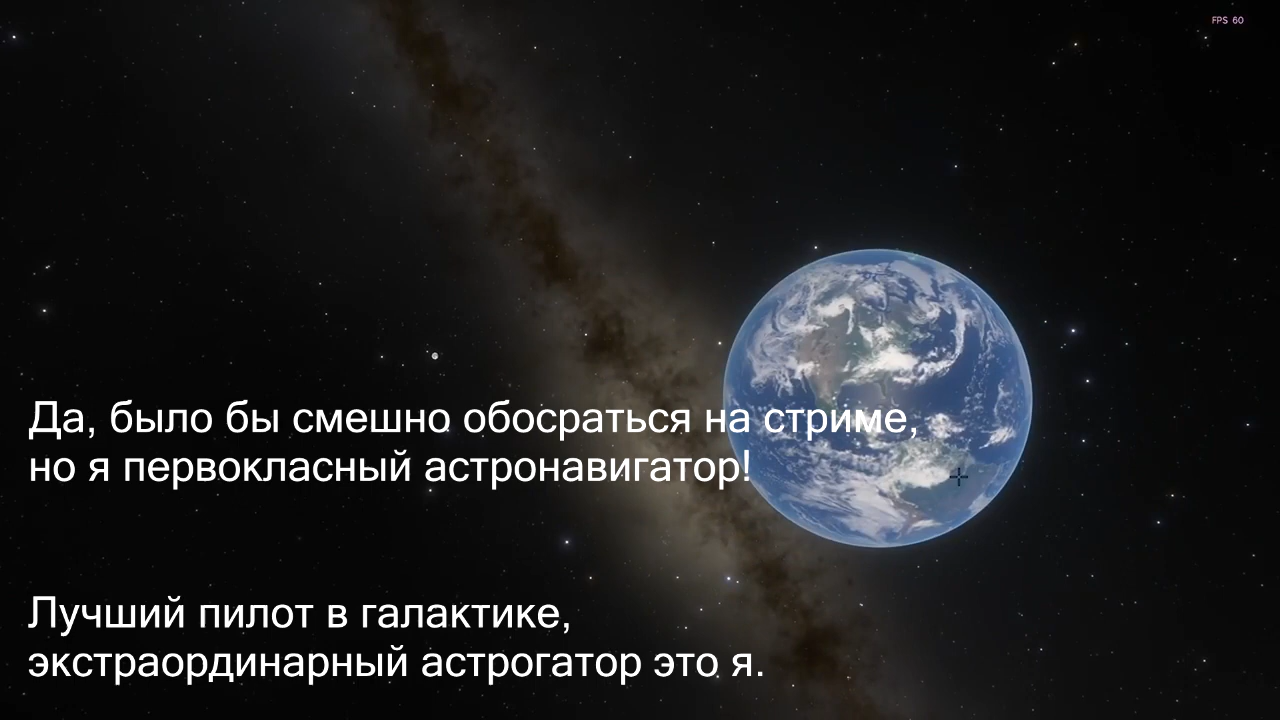 FPS 60
Да, было бы смешно обосраться на стриме,
но я первокласный астронавигатор!
Лучший пилот в галактике,
экстраординарный астрогатор это я.